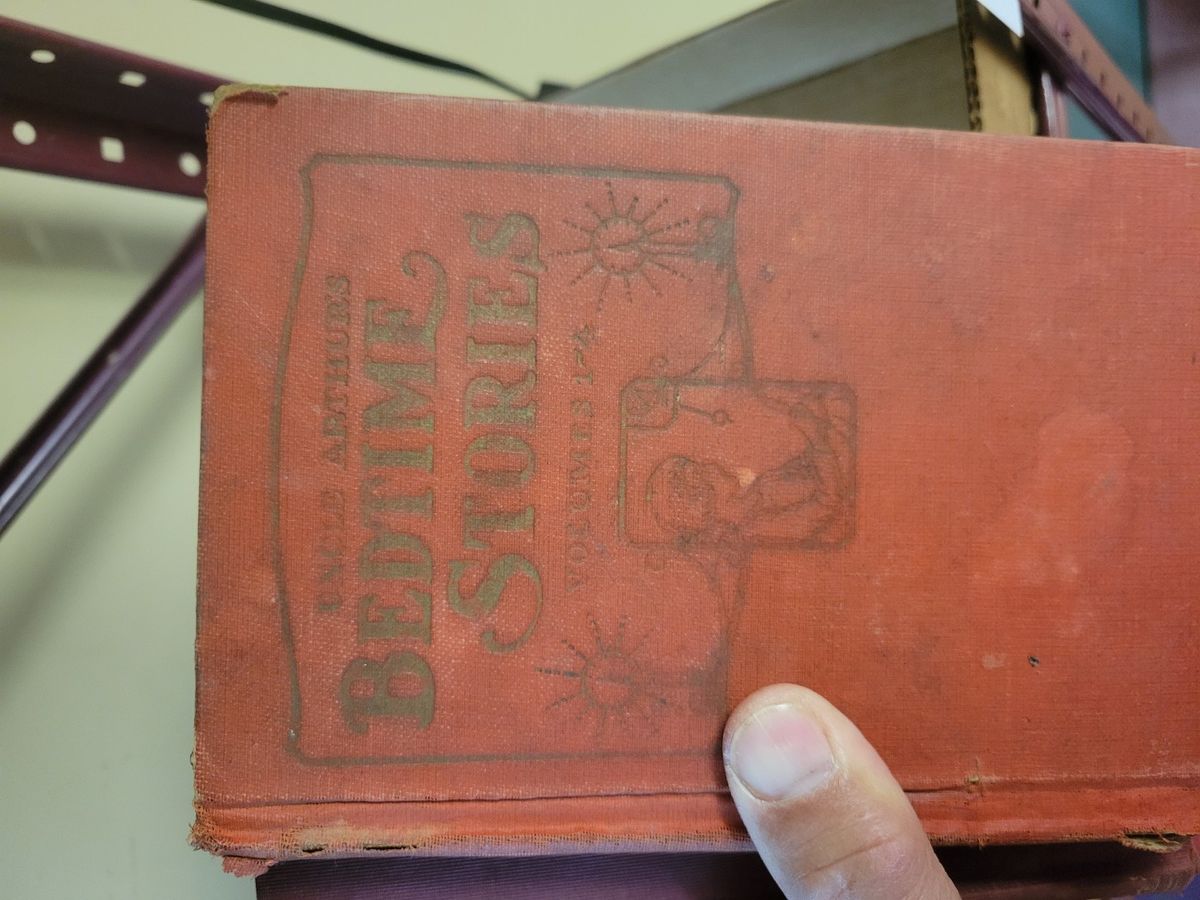 UNCLE ARTHUR'S
BEDTIME
STORIES
VOLUMES 1-4